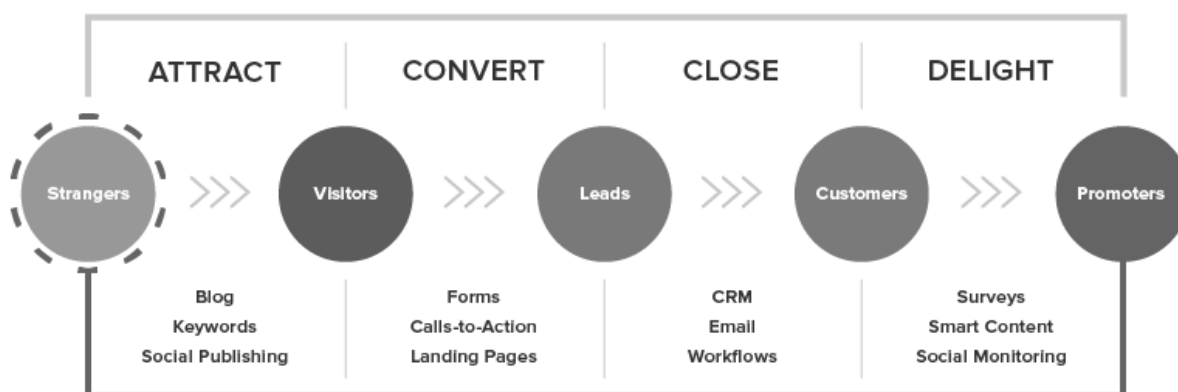 ATTRACT
CONVERT
CLOSE
DELIGHT
Strangers
Visitors
Leads
Customers
Promoters
Blog
Keywords
Social Publishing
Forms
Calls-to-Action
Landing Pages
CRM
Email
Workflows
Surveys
Smart Content
Social Monitoring